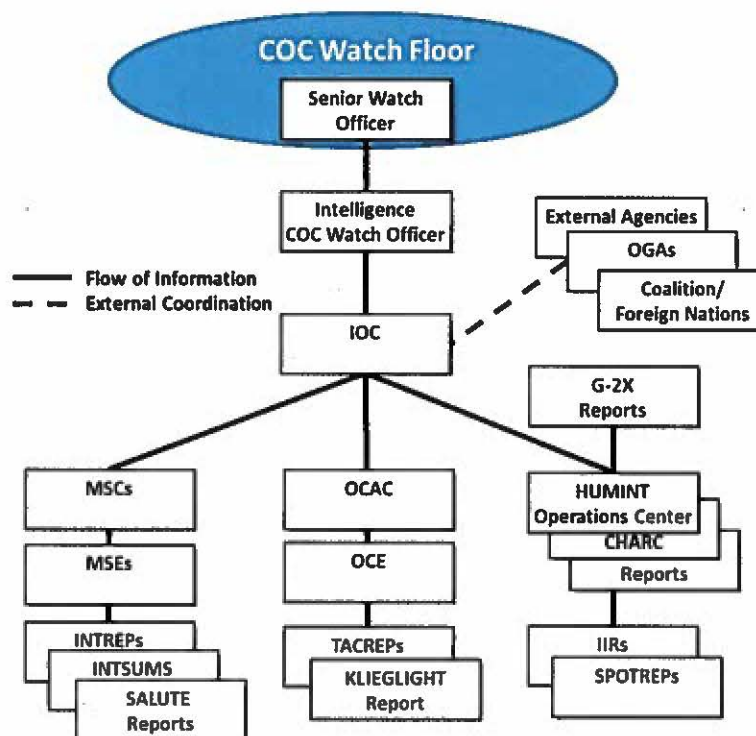 COC Watch Floor
Senior Watch
Officer
Intelligence
COC Watch Officer
External Agencies
OGAs
Coalition/
Foreign Nations
Flow of Information
External Coordination
IOC
G-2X
Reports
MSCs
OCAC
HUMINT
Operations Center
CHARC
Reports
MSEs
OCE
INTREPs
INTSUMS
SALUTE
Reports
TACREPs
KLIEGLIGHT
Report
IIRs
SPOTREPs